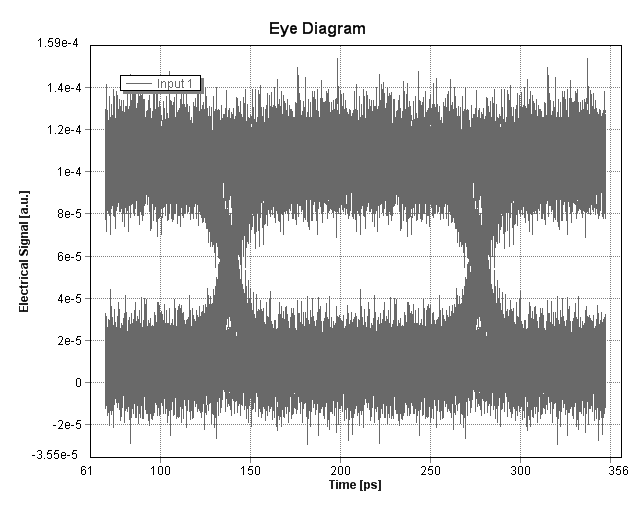 Eye Diagram
1.59e-4
Input 1
1.4e-4
1.2e-4
1e-4
8e-5
6e-5
4e-5
2e-5
0
-2e-5
-3.55e-5
Electrical Signal [a.u.]
61 100 150 200 250 300 356
Time [ps]